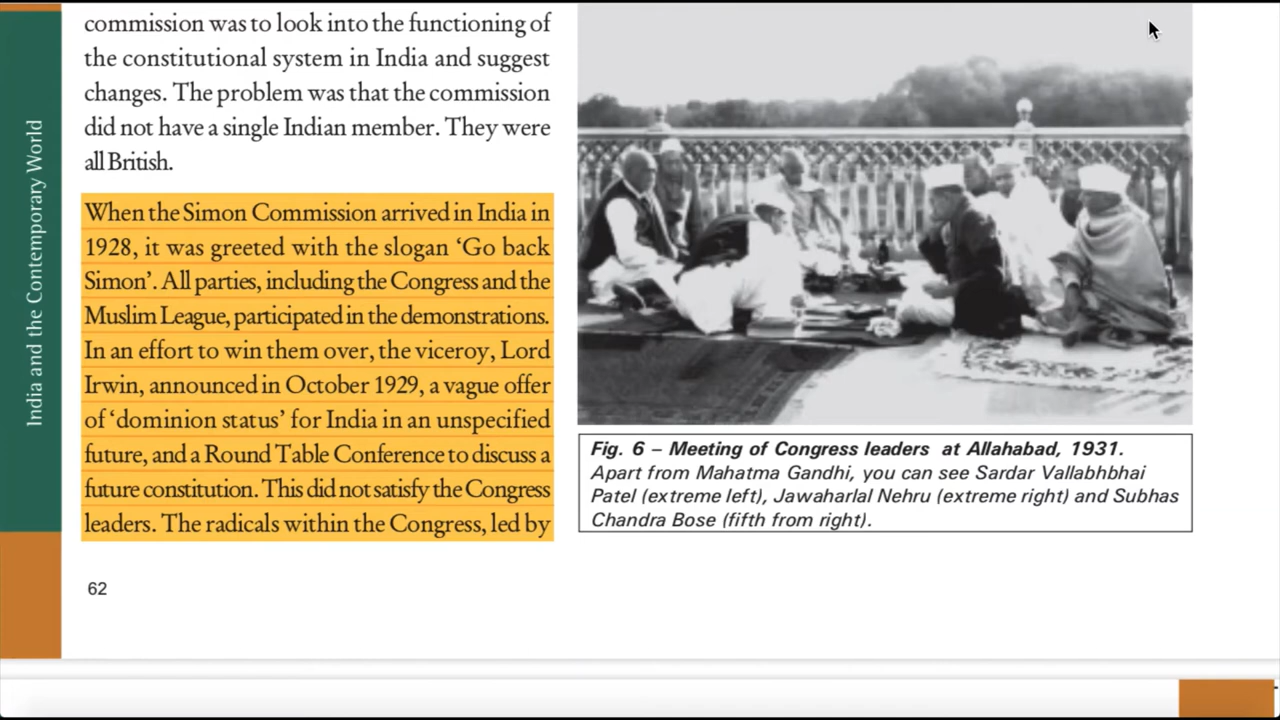 India and the Contemporary World
commission was to look into the functioning of
the constitutional system in India and suggest
changes. The problem was that the commission
did not have a single Indian member. They were
all British.
When the Simon Commission arrived in India in
1928, it was greeted with the slogan ‘Go back
Simon’. All parties, including the Congress and the
Muslim League, participated in the demonstrations.
In an effort to win them over, the viceroy, Lord
Irwin, announced in October 1929, a vague offer
of ‘dominion status’ for India in an unspecified
future, and a Round Table Conference to discuss a
future constitution. This did not satisfy the Congress
leaders. The radicals within the Congress, led by
Fig. 6 – Meeting of Congress leaders at Allahabad, 1931.
Apart from Mahatma Gandhi, you can see Sardar Vallabhbhai
Patel (extreme left), Jawaharlal Nehru (extreme right) and Subhas
Chandra Bose (fifth from right).
62